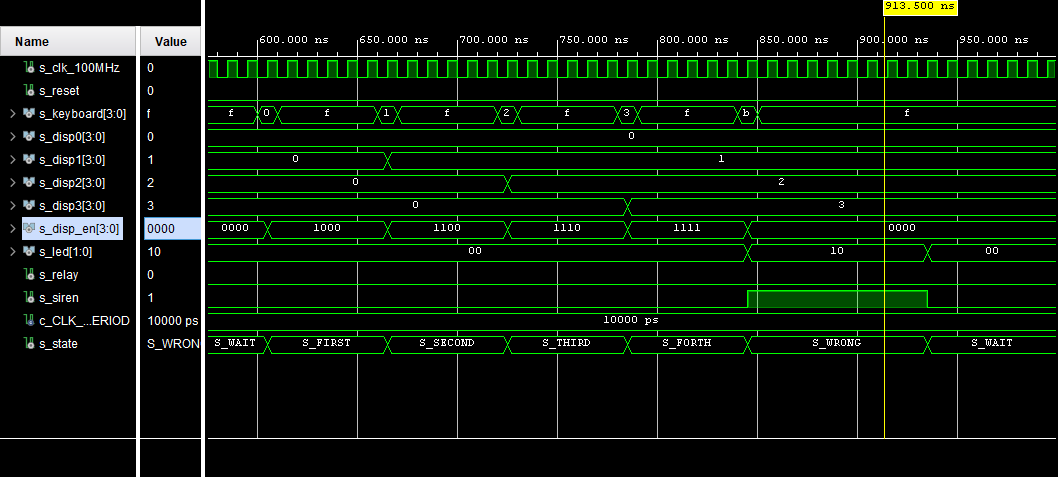 913.500 ns
Name Value 600.000 ns 650.000 ns 700.000 ns 750.000 ns 800.000 ns 850.000 ns 900.000 ns 950.000 ns
s_clk_100MHz 0
s_reset 0
s_keyboard[3:0] f f 0 f 1 f 2 f 3 f b f
s_disp0[3:0] 0 0
s_disp1[3:0] 1 0 1
s_disp2[3:0] 2 0 2
s_disp3[3:0] 3 0 3
s_disp_en[3:0] 0000 0000 1000 1100 1110 1111 0000
s_led[1:0] 10 00 10 00
s_relay 0
s_siren 1
c_CLK_...ERIOD 10000 ps 10000 ps
s_state S_WRON S_WAIT S_FIRST S_SECOND S_THIRD S_FORTH S_WRONG S_WAIT